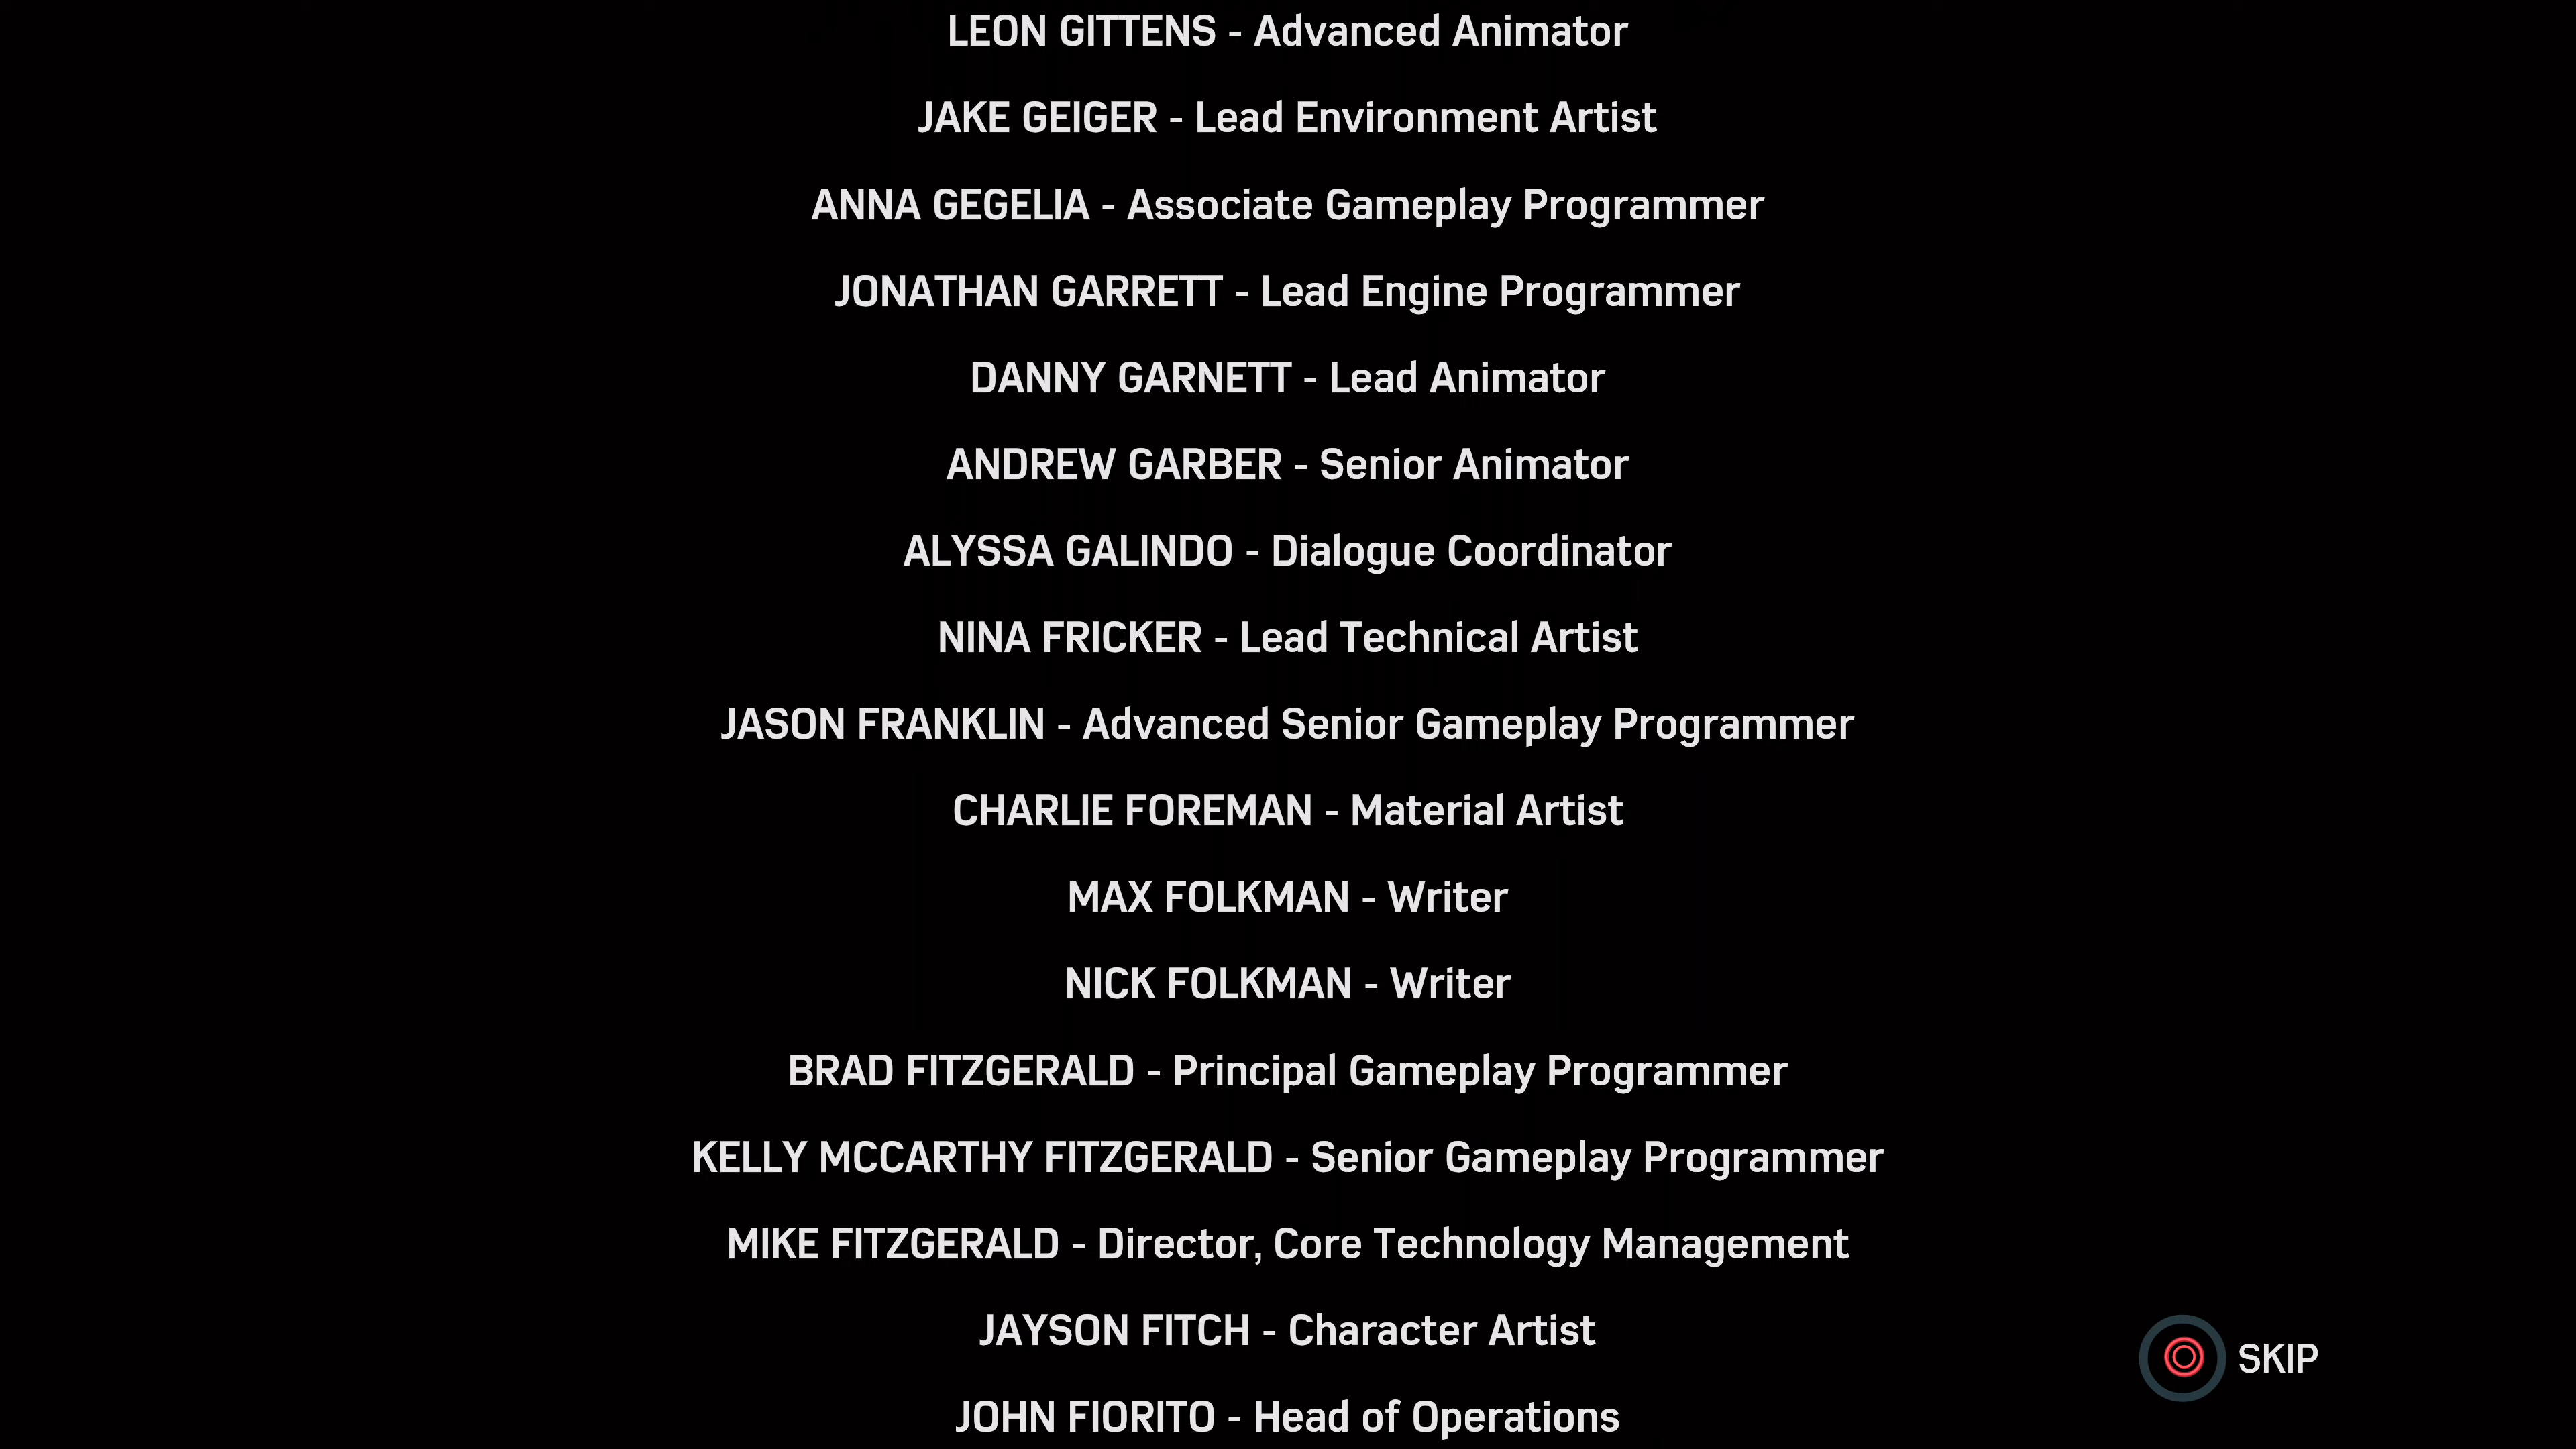 LEON GITTENS - Advanced Animator
JAKE GEIGER - Lead Environment Artist
ANNA GEGELIA - Associate Gameplay Programmer
JONATHAN GARRETT - Lead Engine Programmer
DANNY GARNETT - Lead Animator
ANDREW GARBER - Senior Animator
ALYSSA GALINDO - Dialogue Coordinator
NINA FRICKER - Lead Technical Artist
JASON FRANKLIN - Advanced Senior Gameplay Programmer
CHARLIE FOREMAN - Material Artist
MAX FOLKMAN - Writer
NICK FOLKMAN - Writer
BRAD FITZGERALD - Principal Gameplay Programmer
KELLY MCCARTHY FITZGERALD - Senior Gameplay Programmer
MIKE FITZGERALD - Director, Core Technology Management
JAYSON FITCH - Character Artist
SKIP
JOHN FIORITO - Head of Operations